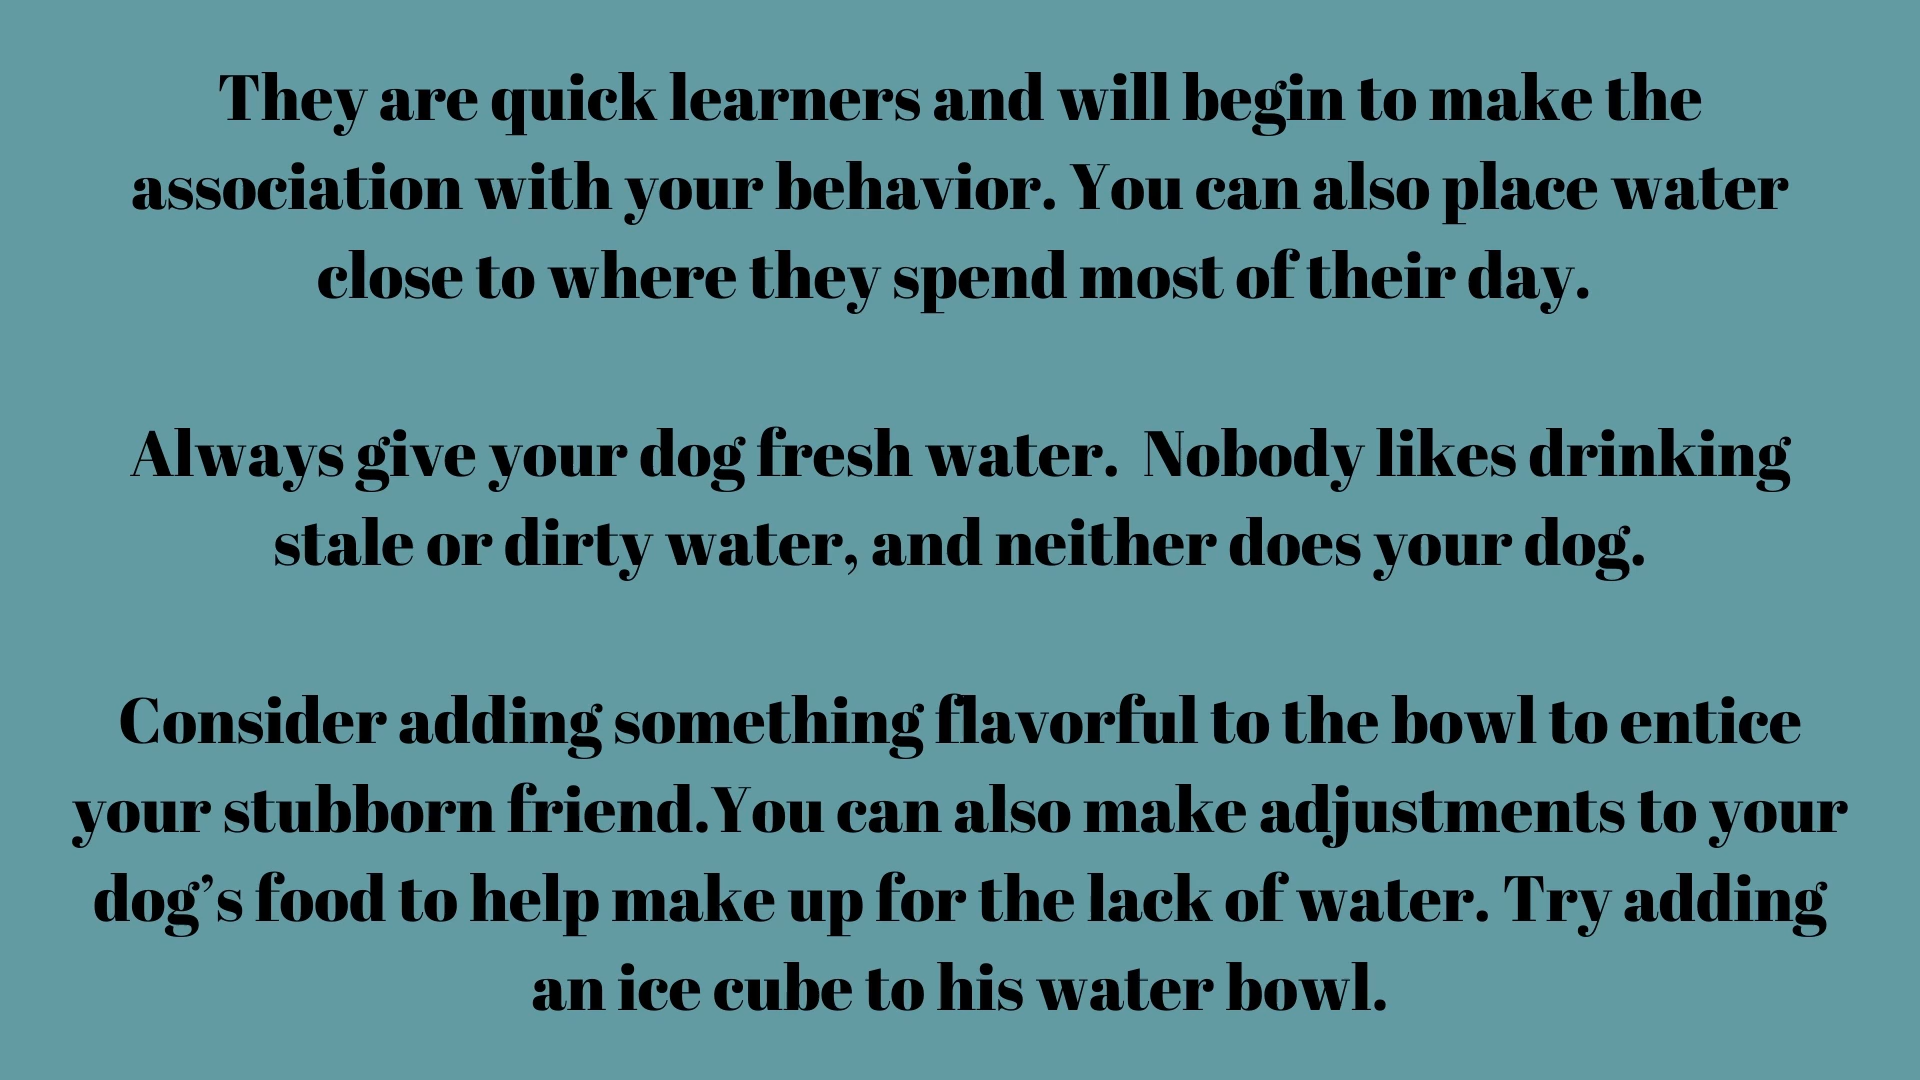 They are quick learners and will begin to make the
association with your behavior. You can also place water
close to where they spend most of their day.
Always give your dog fresh water.  Nobody likes drinking
stale or dirty water, and neither does your dog.
Consider adding something flavorful to the bowl to entice
your stubborn friend.You can also make adjustments to your
dog’s food to help make up for the lack of water. Try adding
an ice cube to his water bowl.